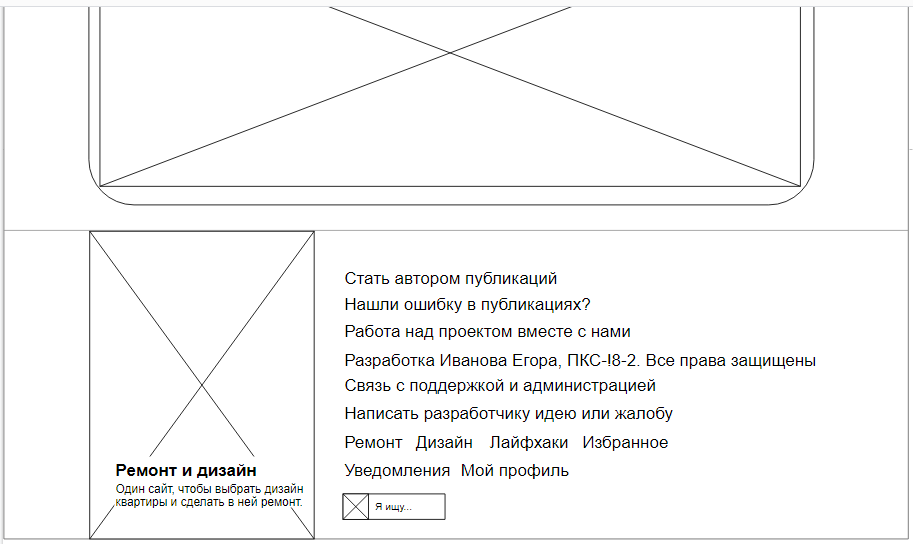 Стать автором публикаций
Нашли ошибку в публикациях?
Работа над проектом вместе с нами
Разработка Иванова Егора, ПКС-!8-2. Все права защищены
Связь с поддержкой и администрацией
Написать разработчику идею или жалобу
Ремонт Дизайн Лайфхаки Избранное
Уведомления Мой профиль
Я ищу...
Ремонт и дизайн
Один сайт, чтобы выбрать дизайн
квартиры и сделать в ней ремонт.